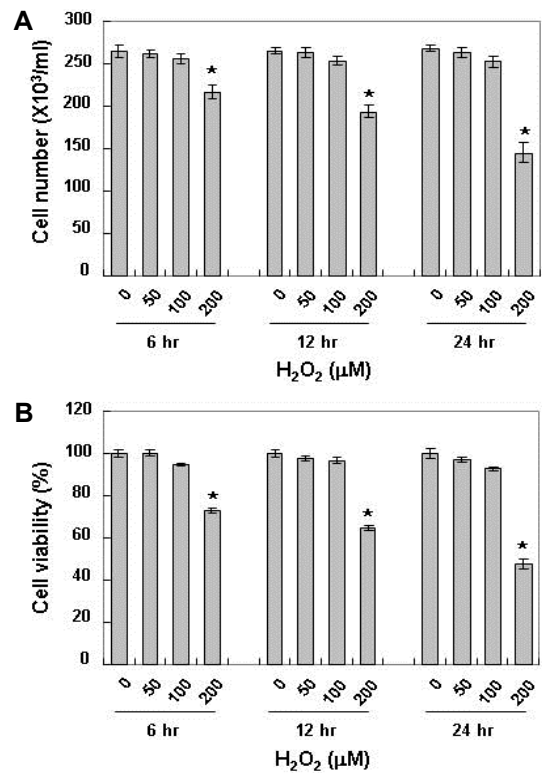 A
Cell number (X10³/ml)
300
250
200
150
100
50
0
★ ★ ★
0 50 100 200 0 50 100 200 0 50 100 200
6 hr 12 hr 24 hr
H₂O₂ (µM)
B
Cell viability (%)
120
100
80
60
40
20
0
★ ★ ★
0 50 100 200 0 50 100 200 0 50 100 200
6 hr 12 hr 24 hr
H₂O₂ (µM)